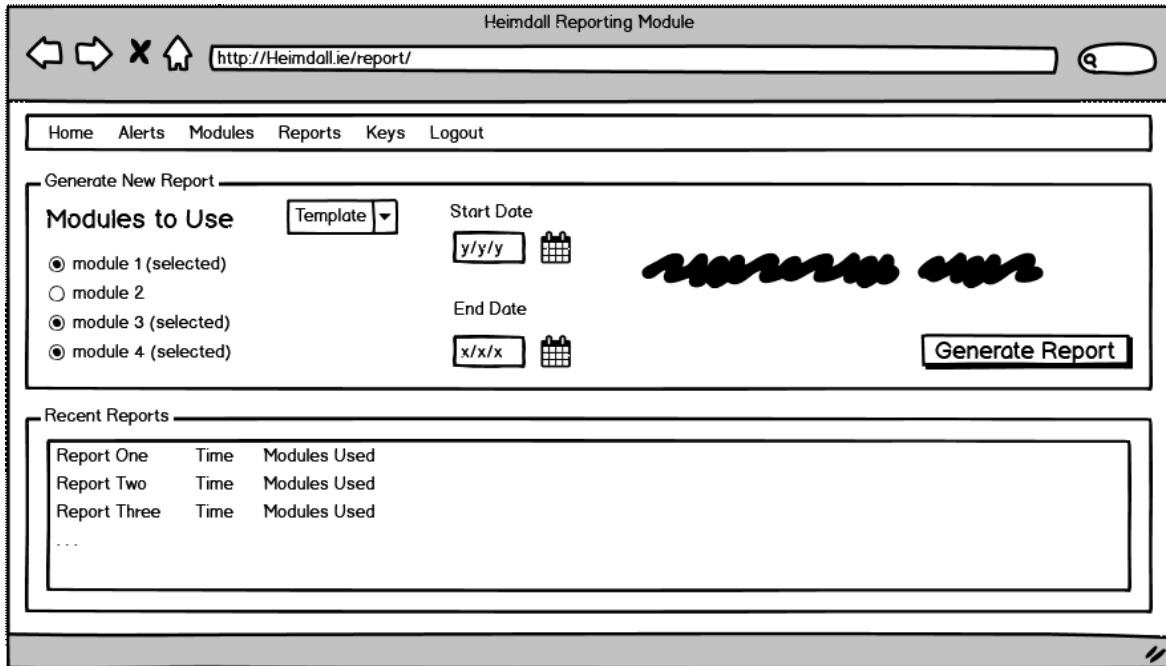 Heimdall Reporting Module
http://Heimdall.ie/report/
Home Alerts Modules Reports Keys Logout
Generate New Report
Modules to Use
module 1 (selected)
module 2
module 3 (selected)
module 4 (selected)
Template
Start Date
y/y/y
End Date
x/x/x
Generate Report
Recent Reports
Report One Time Modules Used
Report Two Time Modules Used
Report Three Time Modules Used
...